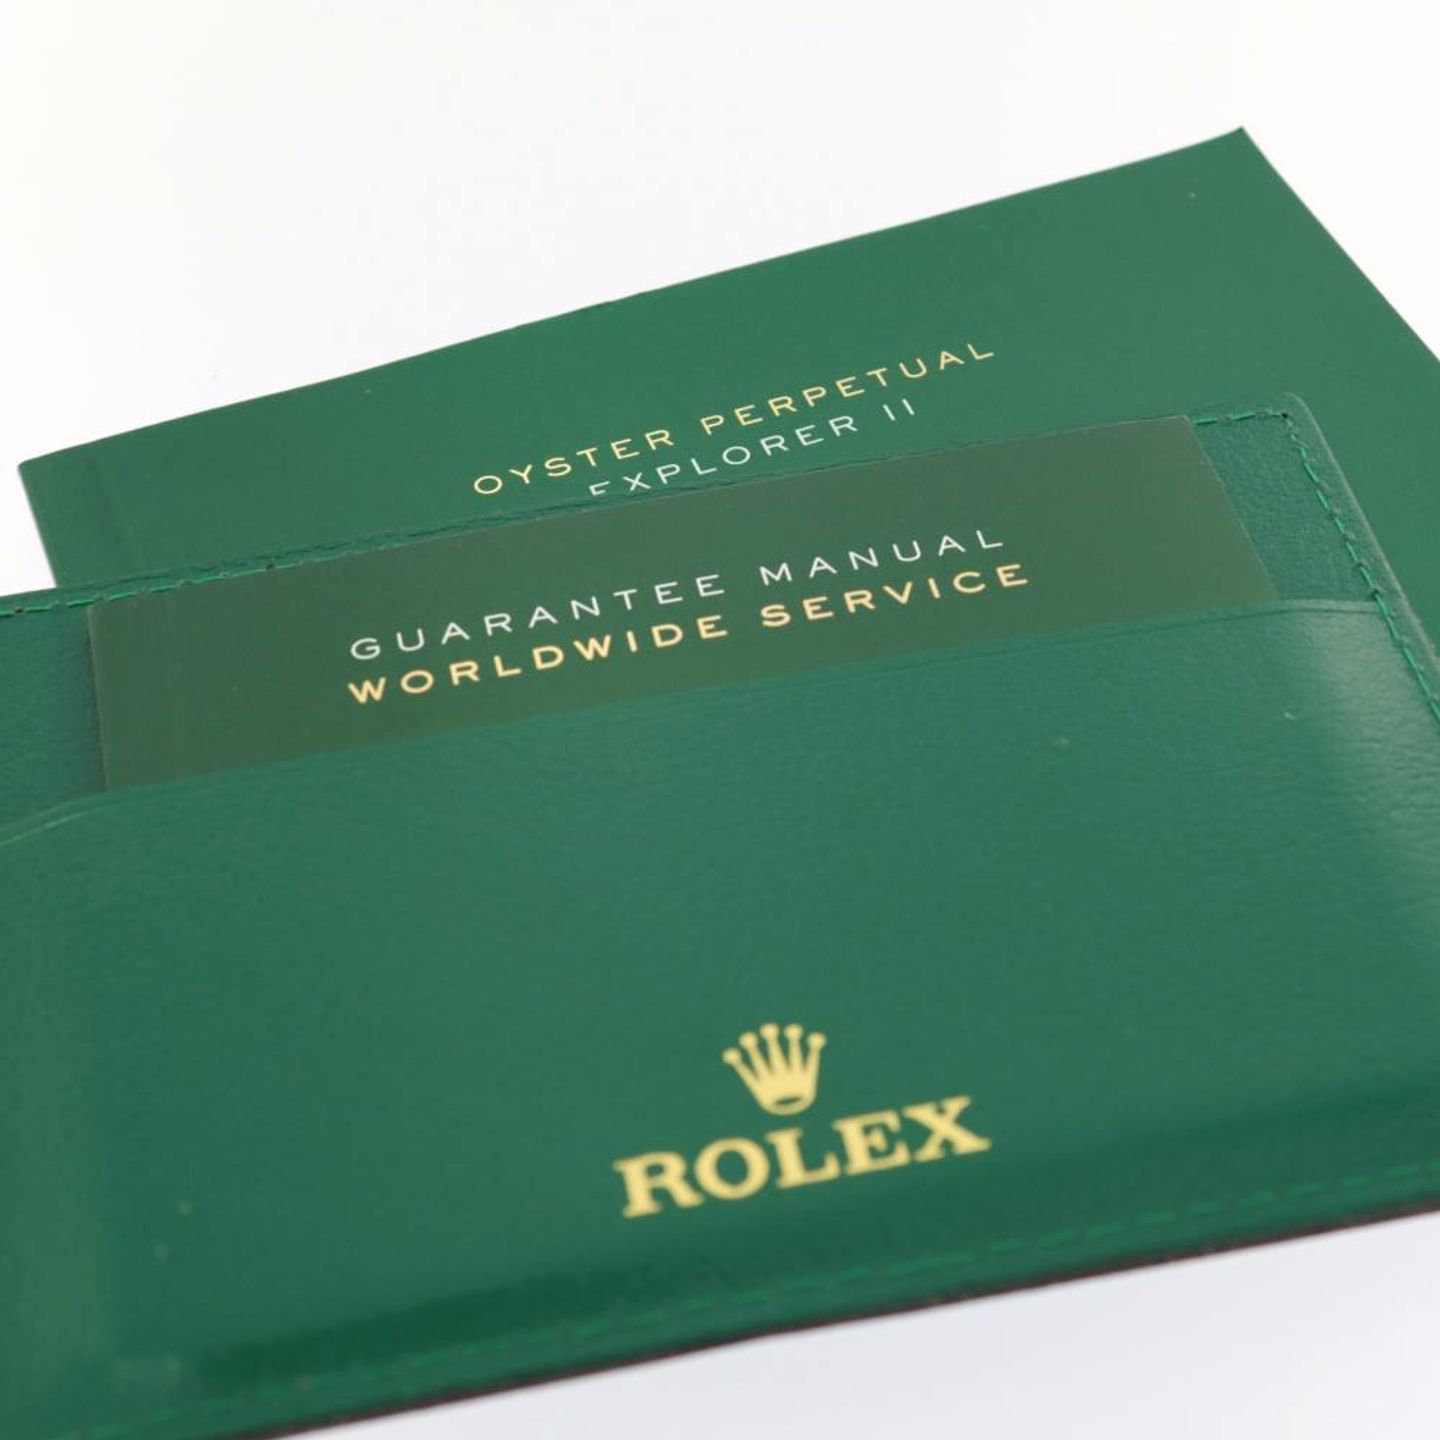 OYSTER PERPETUAL
EXPLORER II
GUARANTEE MANUAL
WORLDWIDE SERVICE
ROLEX